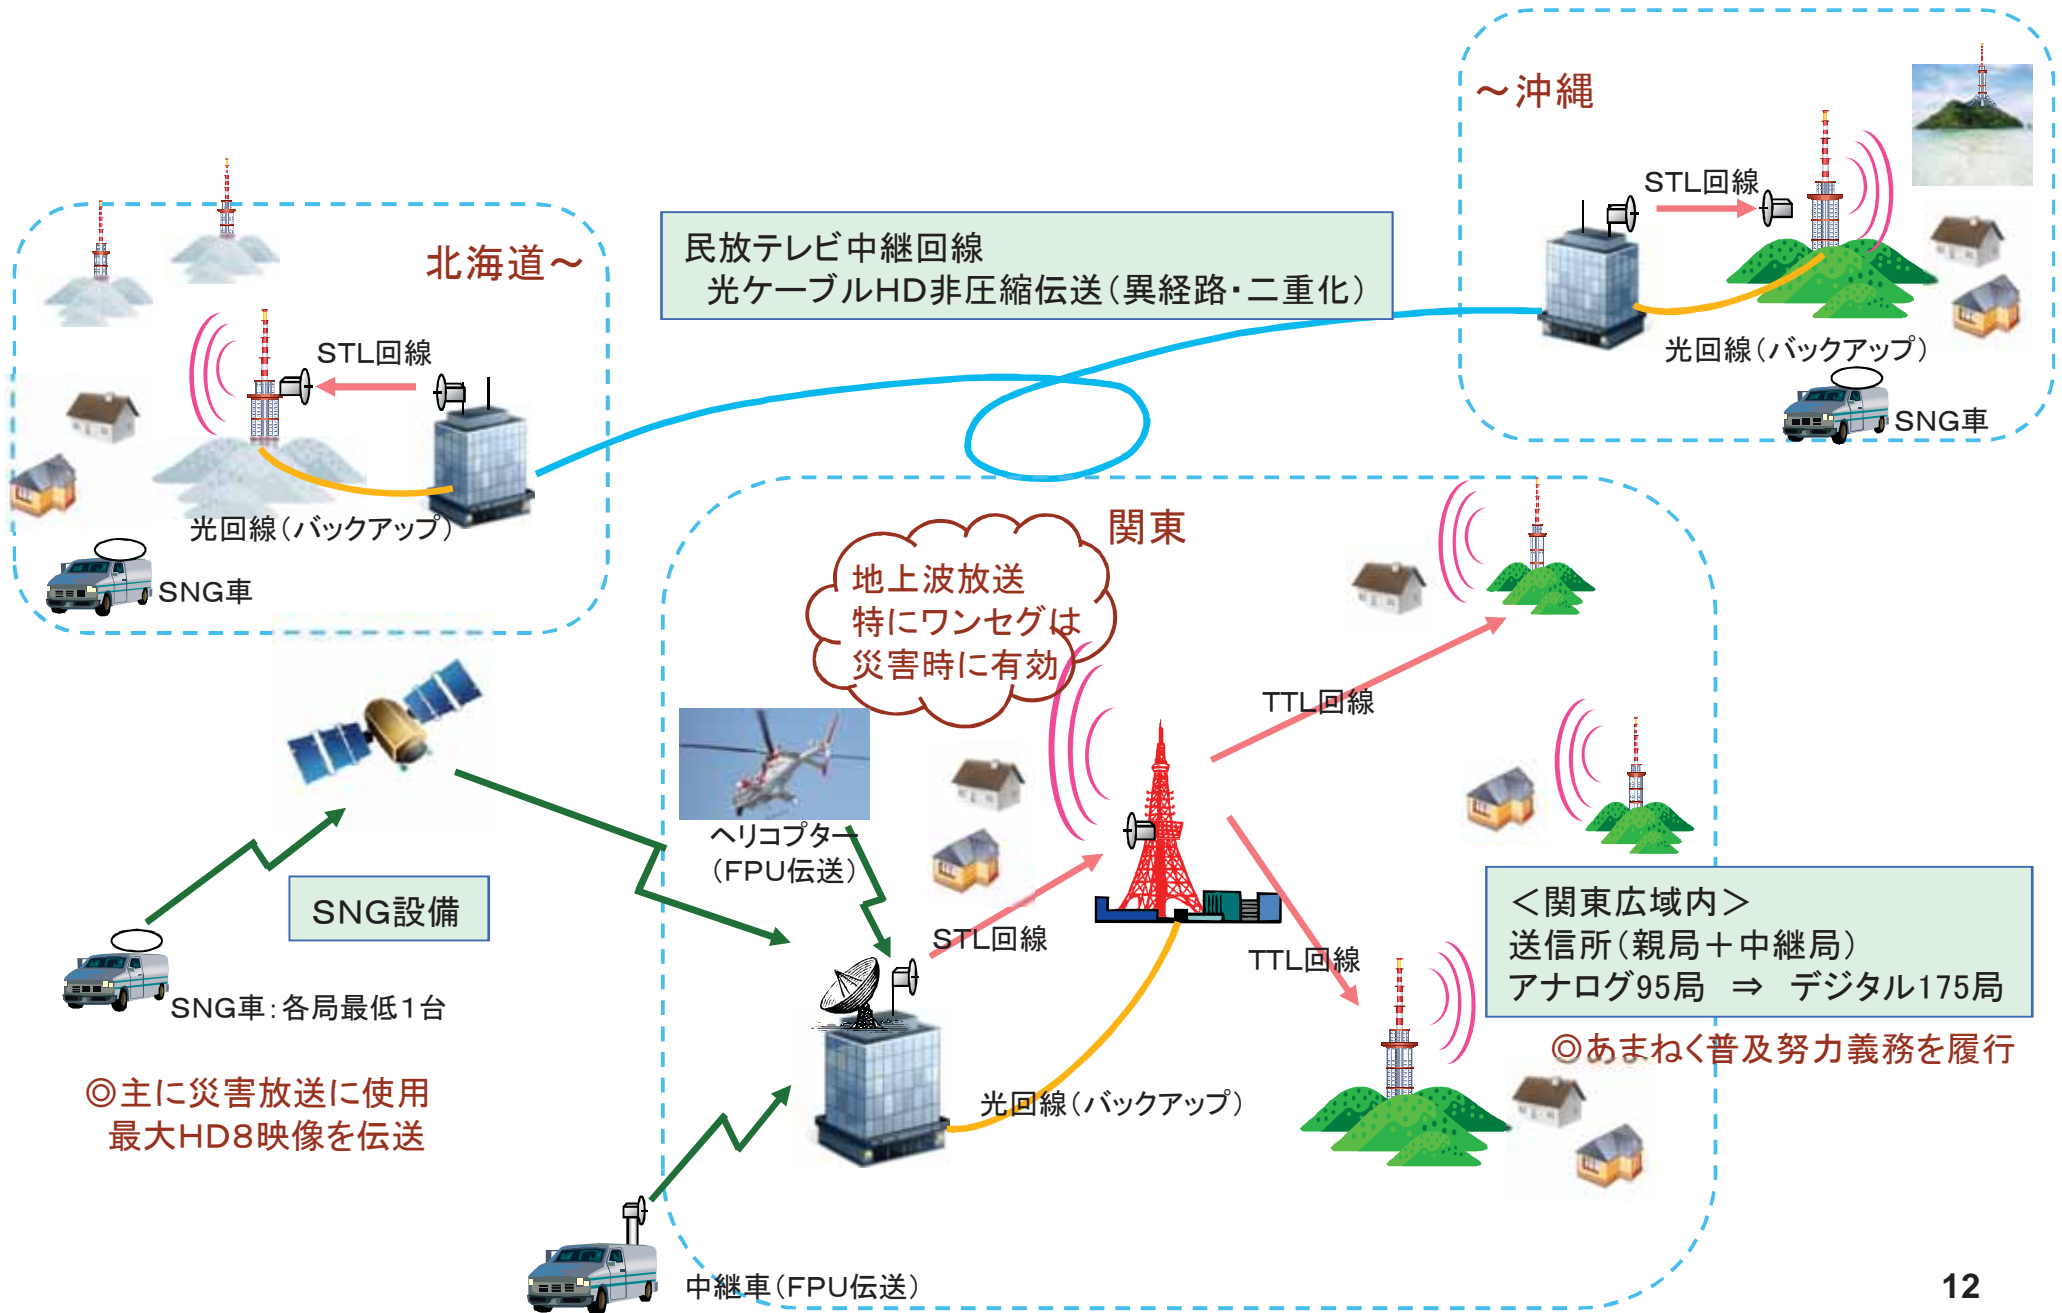 ～沖縄
STL回線
光回線（バックアップ）
SNG車
北海道～
STL回線
光回線（バックアップ）
SNG車
民放テレビ中継回線
光ケーブルHD非圧縮伝送（異経路・二重化）
関東
地上波放送
特にワンセグは
災害時に有効
TTL回線
ヘリコプター
（FPU伝送）
STL回線
TTL回線
SNG設備
SNG車：各局最低１台
◎主に災害放送に使用
最大HD８映像を伝送
＜関東広域内＞
送信所（親局＋中継局）
アナログ95局　⇒　デジタル175局
◎あまねく普及努力義務を履行
光回線（バックアップ）
中継車（FPU伝送）
12